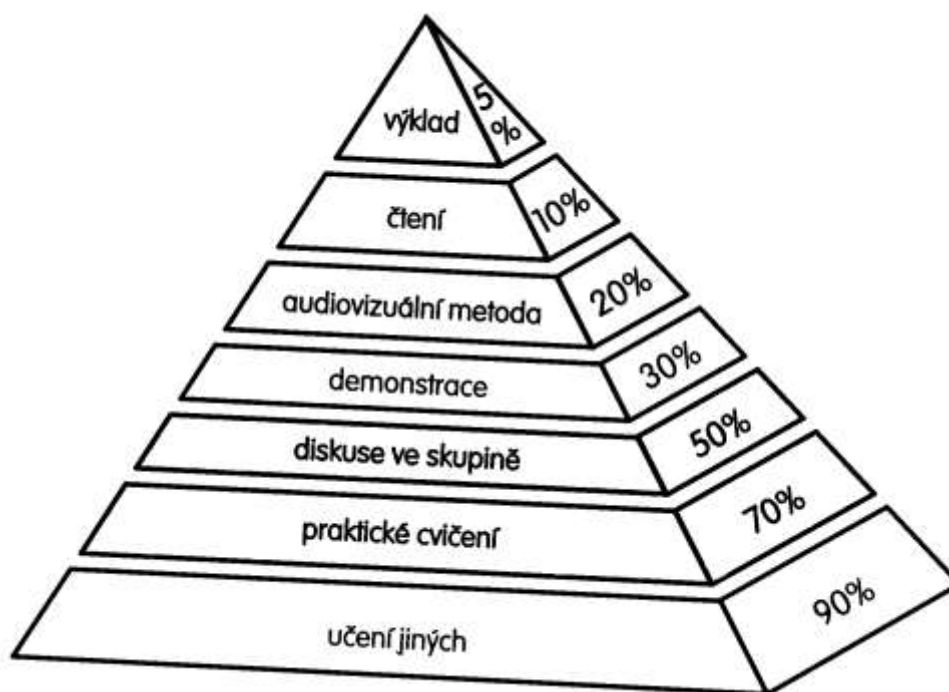 výklad 5 %
čtení 10%
audiovizuální metoda 20%
demonstrace 30%
diskuse ve skupině 50%
praktické cvičení 70%
učení jiných 90%